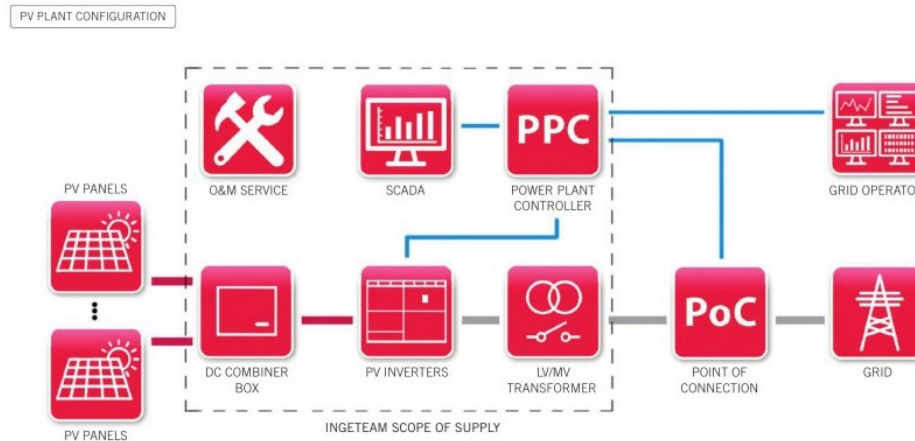 PV PLANT CONFIGURATION
PPC
O&M SERVICE
SCADA
POWER PLANT
CONTROLLER
GRID OPERATO
PV PANELS
PoC
DC COMBINER
BOX
PV INVERTERS
LV/MV
TRANSFORMER
POINT OF
CONNECTION
GRID
PV PANELS
INGETEAM SCOPE OF SUPPLY